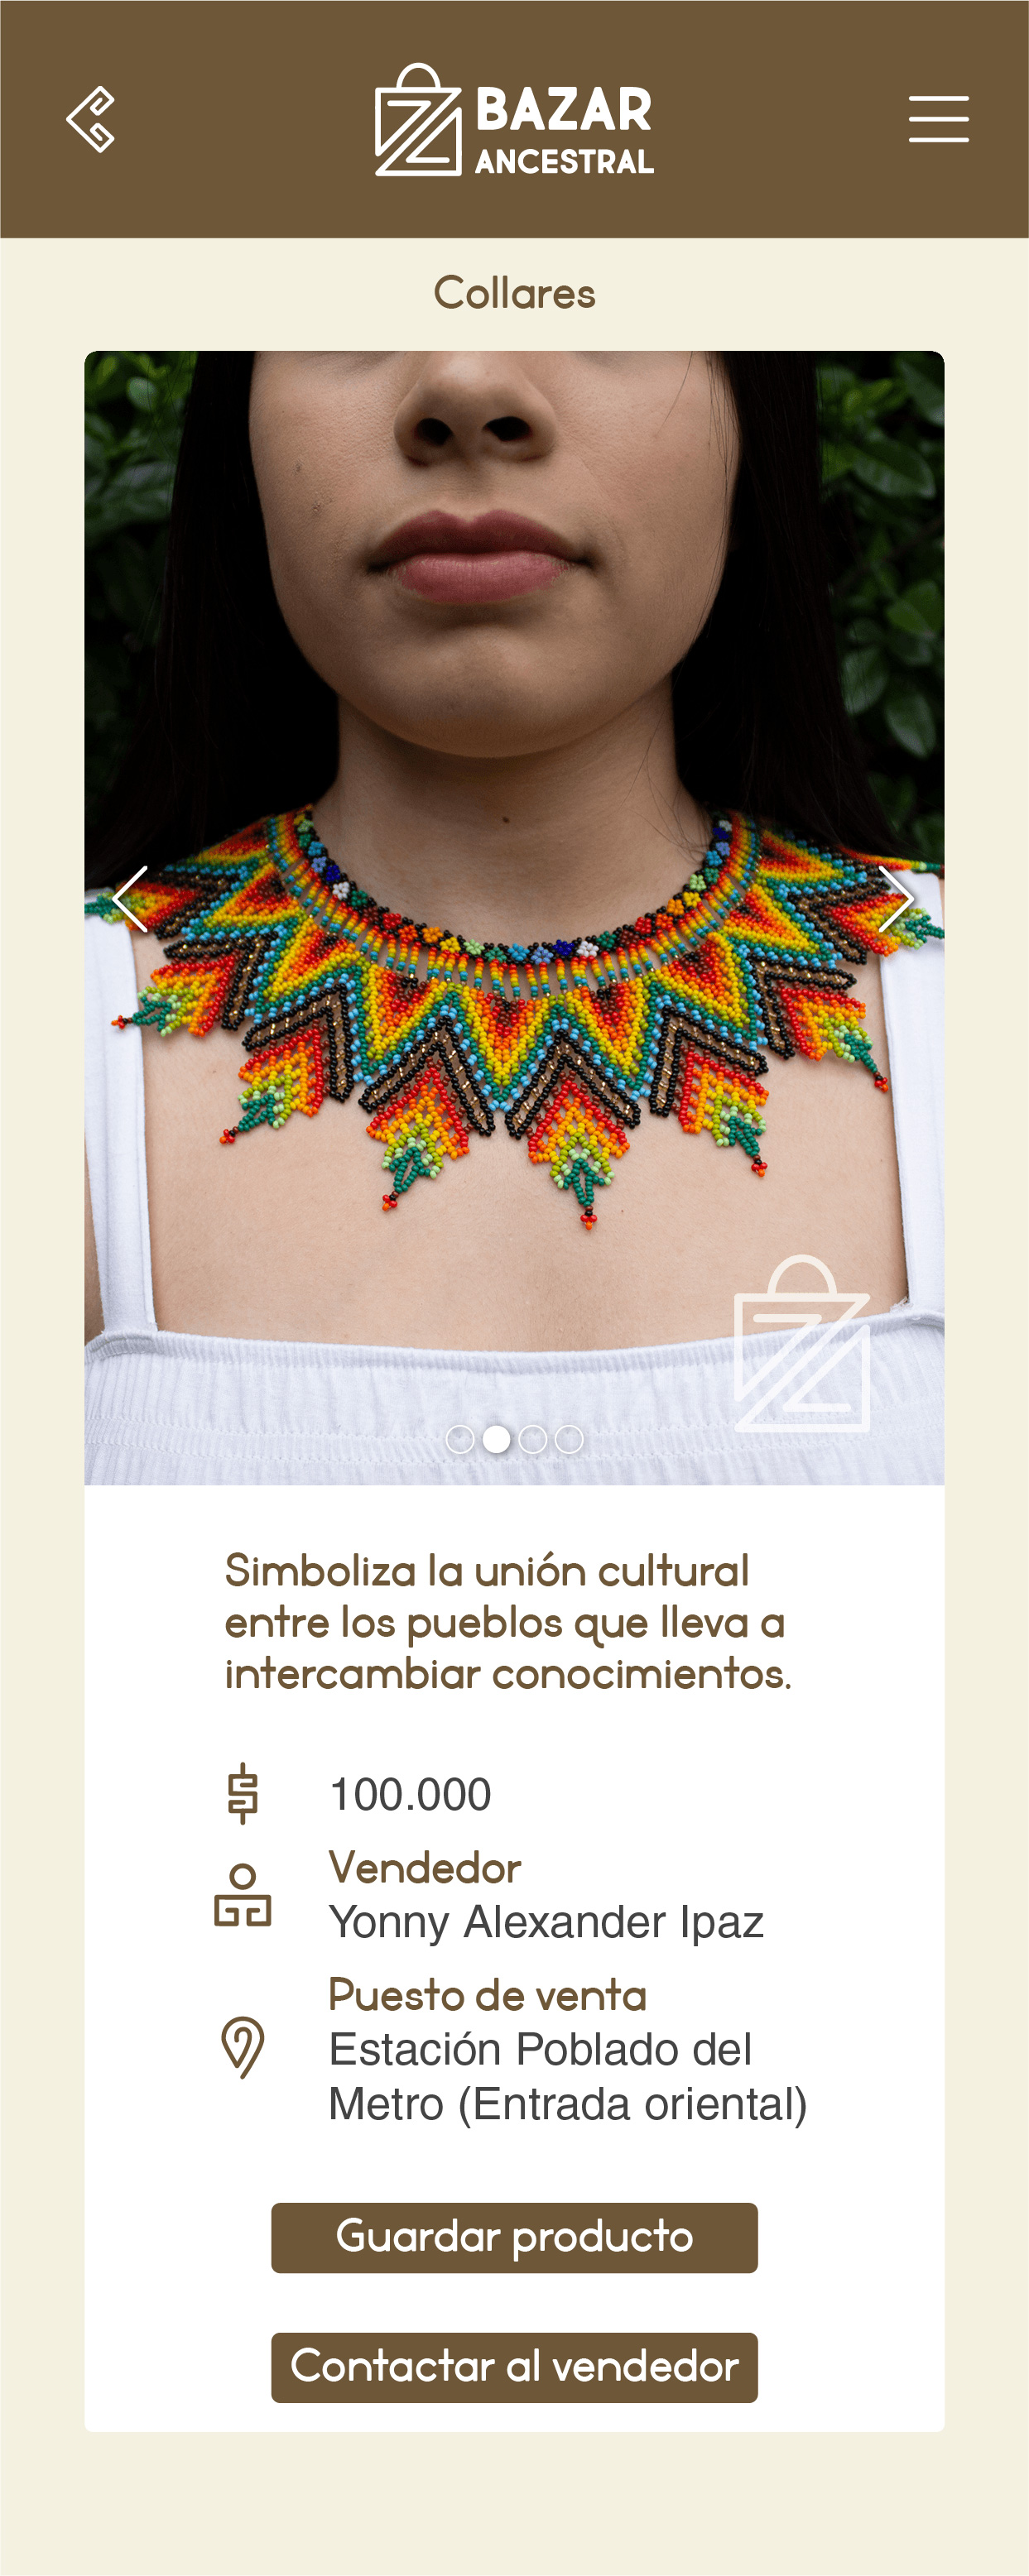 BAZAR
ANCESTRAL
Collares
Simboliza la unión cultural
entre los pueblos que lleva a
intercambiar conocimientos.
100.000
Vendedor
Yonny Alexander Ipaz
Puesto de venta
Estación Poblado del
Metro (Entrada oriental)
Guardar producto
Contactar al vendedor